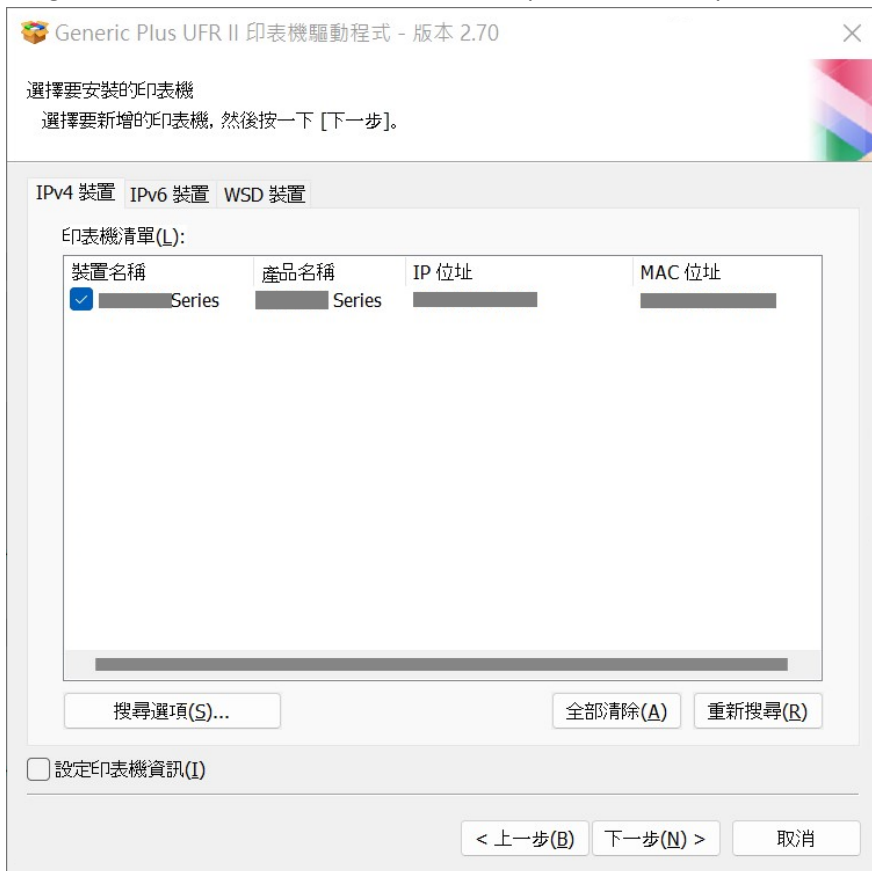 Generic Plus UFR II 印表機驅動程式 - 版本 2.70
選擇要安裝的印表機
選擇要新增的印表機, 然後按一下 [下一步]。
IPv4 裝置 IPv6 裝置 WSD 裝置
印表機清單(L):
裝置名稱 產品名稱 IP 位址 MAC 位址
Series Series
搜尋選項(S)... 全部清除(A) 重新搜尋(R)
設定印表機資訊(I)
< 上一步(B) 下一步(N) > 取消